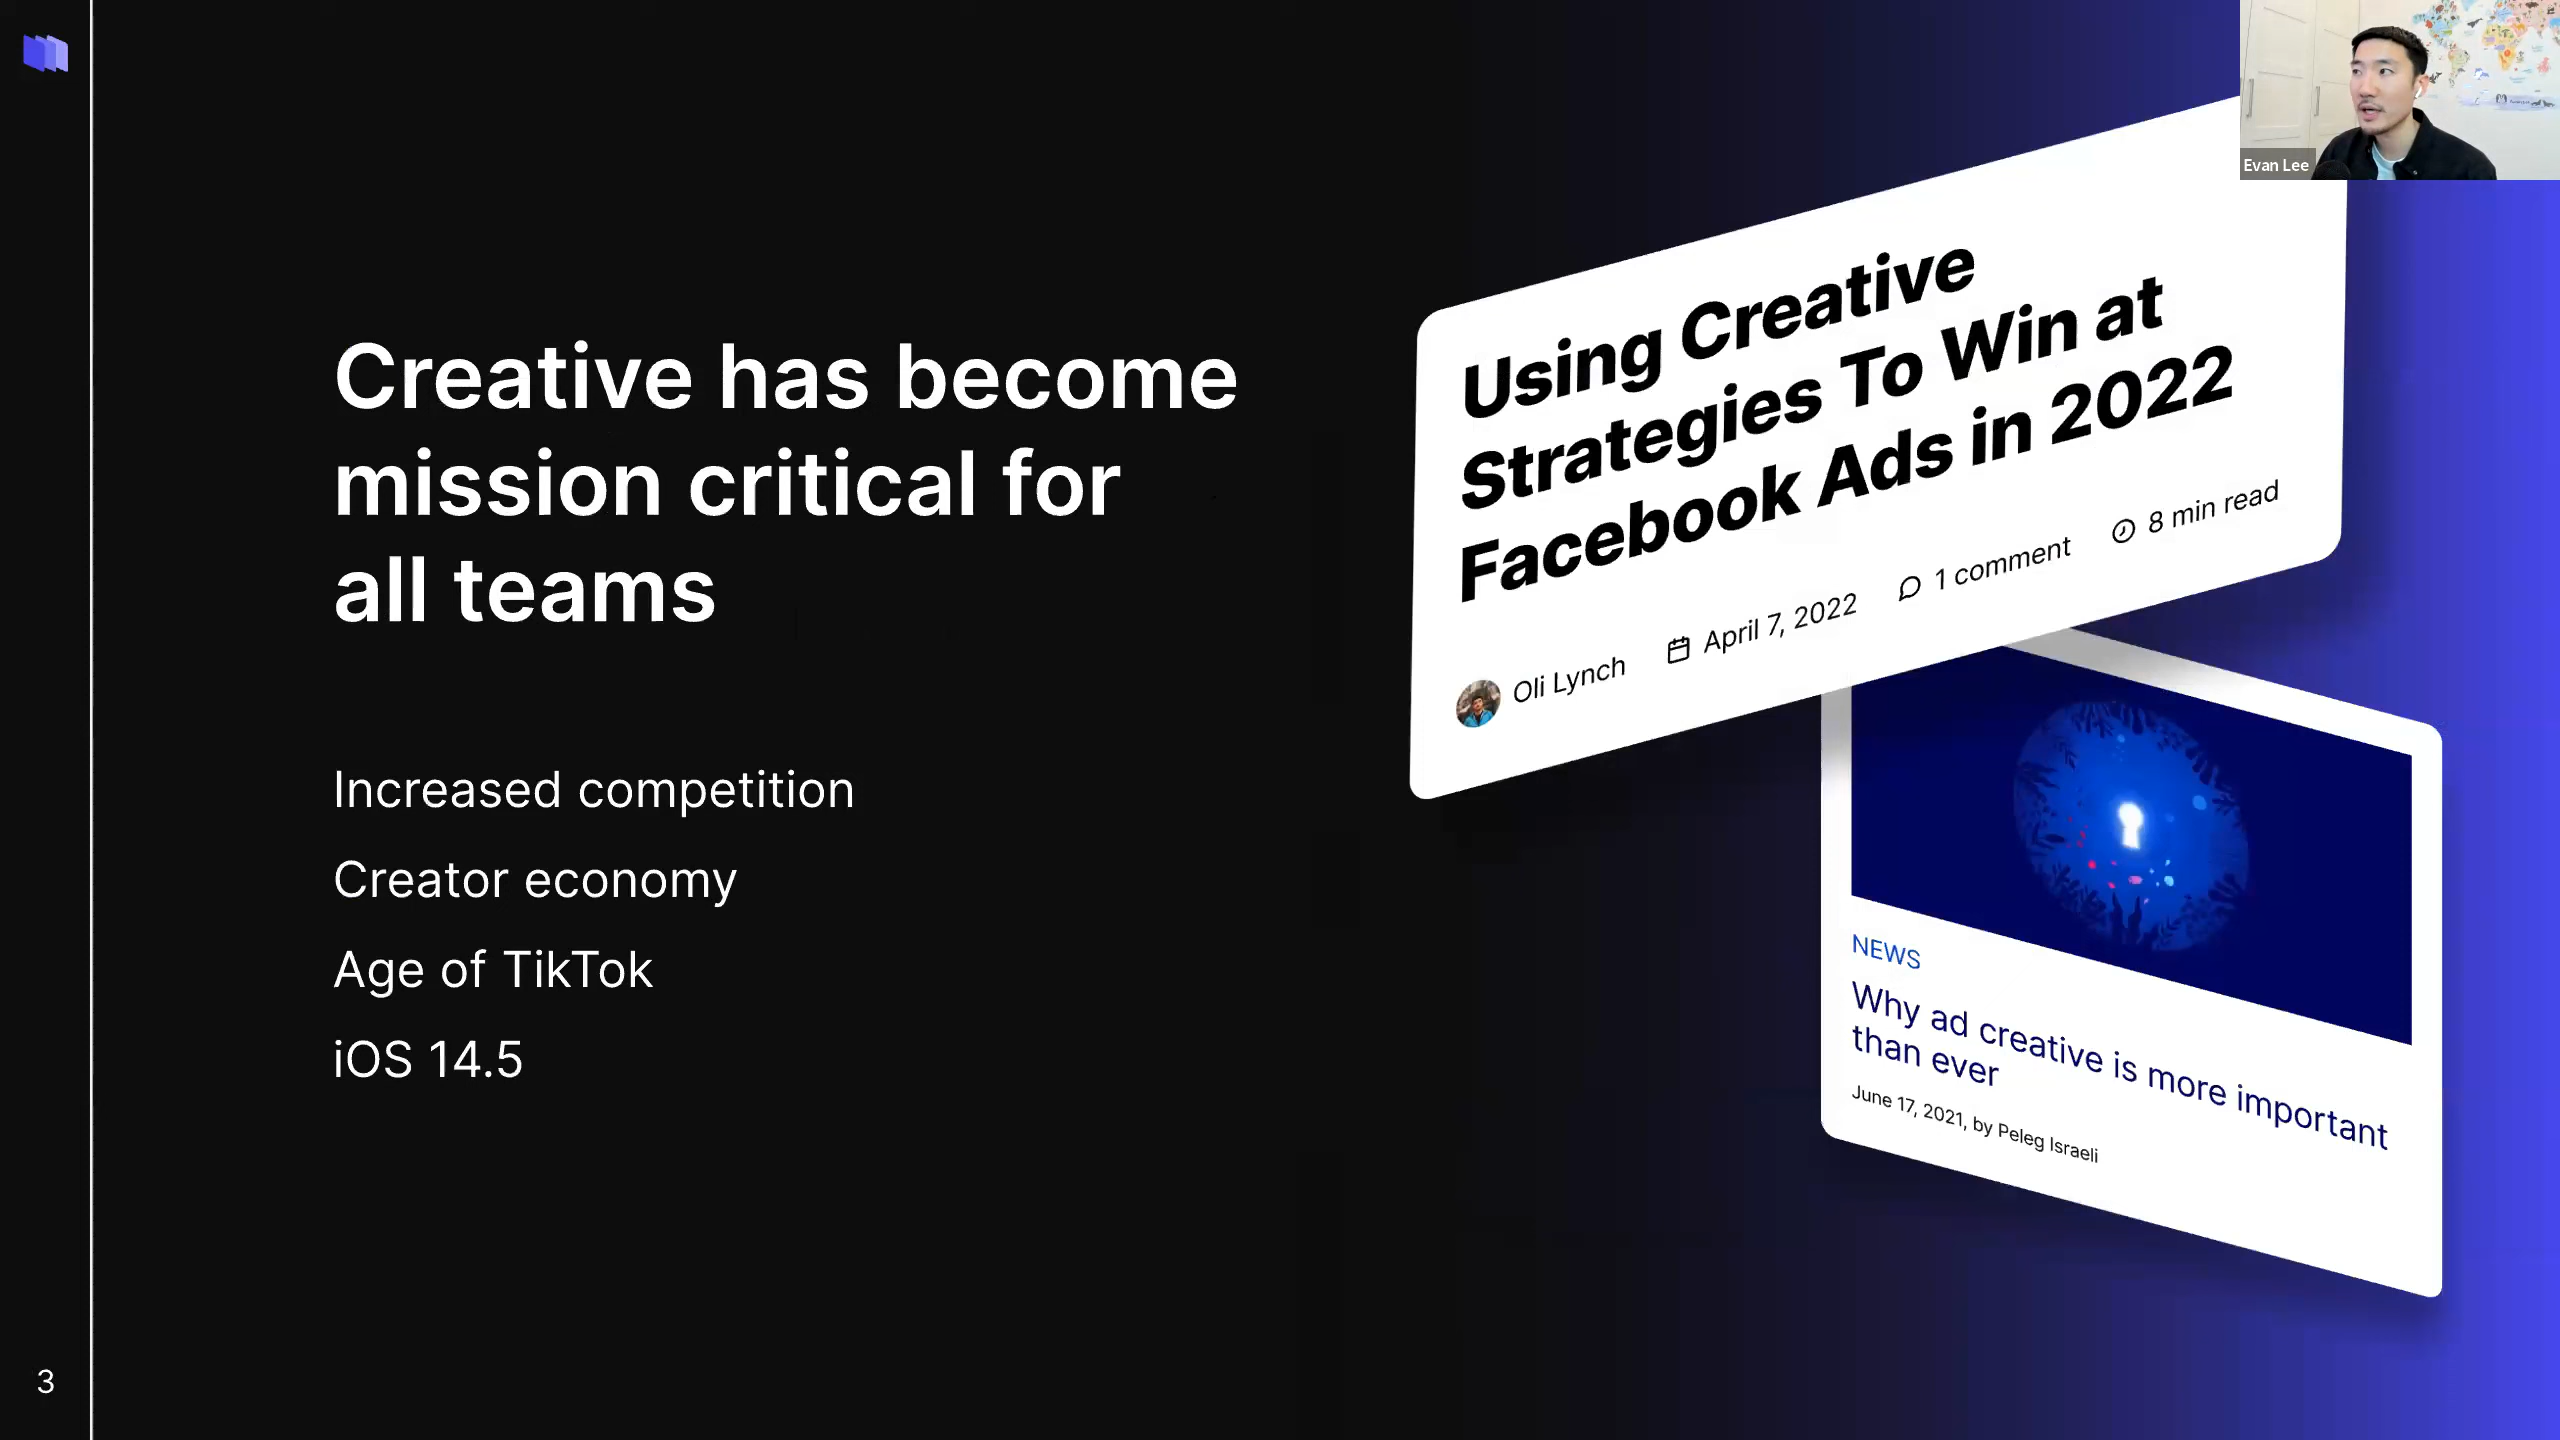 Creative has become
mission critical for
all teams
Increased competition
Creator economy
Age of TikTok
iOS 14.5
3
Using Creative
Strategies To Win at
Facebook Ads in 2022
Oli Lynch
April 7, 2022
1 comment
8 min read
NEWS
Why ad creative is more important
than ever
June 17, 2021, by Peleg Israeli
Evan Lee